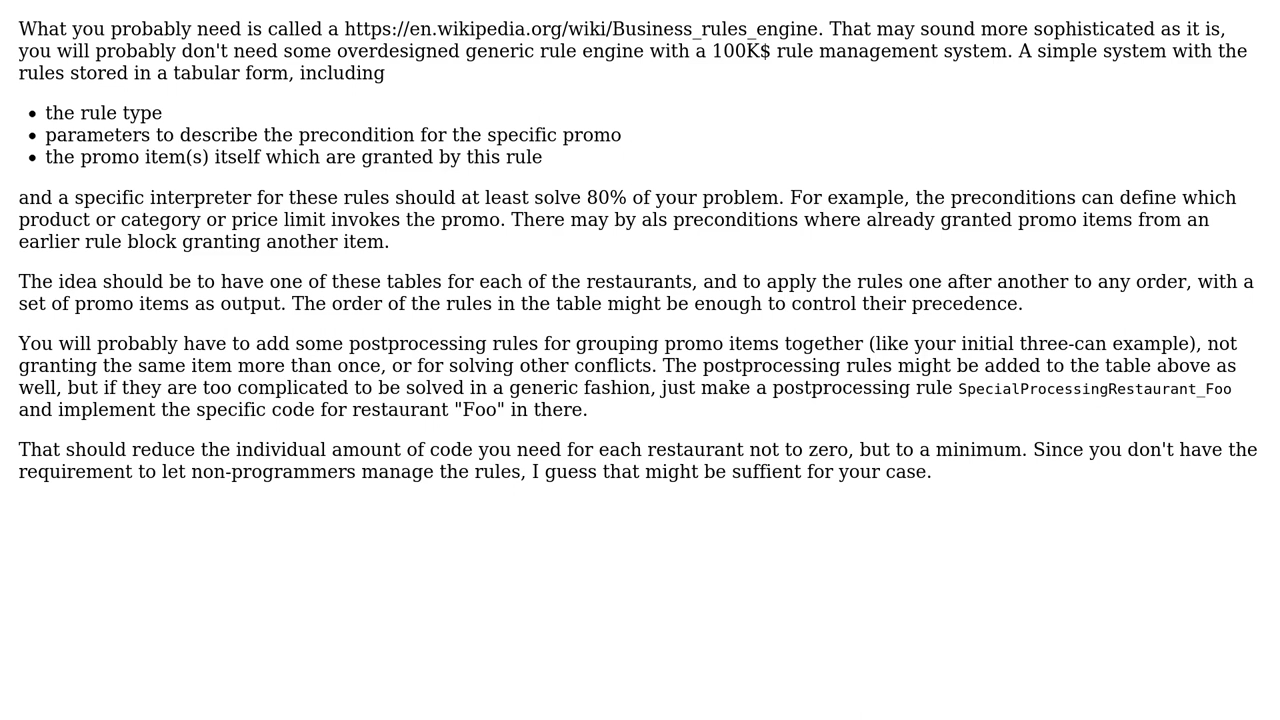 What you probably need is called a https://en.wikipedia.org/wiki/Business_rules_engine. That may sound more sophisticated as it is,
you will probably don't need some overdesigned generic rule engine with a 100K$ rule management system. A simple system with the
rules stored in a tabular form, including
• the rule type
• parameters to describe the precondition for the specific promo
• the promo item(s) itself which are granted by this rule
and a specific interpreter for these rules should at least solve 80% of your problem. For example, the preconditions can define which
product or category or price limit invokes the promo. There may by als preconditions where already granted promo items from an
earlier rule block granting another item.
The idea should be to have one of these tables for each of the restaurants, and to apply the rules one after another to any order, with a
set of promo items as output. The order of the rules in the table might be enough to control their precedence.
You will probably have to add some postprocessing rules for grouping promo items together (like your initial three-can example), not
granting the same item more than once, or for solving other conflicts. The postprocessing rules might be added to the table above as
well, but if they are too complicated to be solved in a generic fashion, just make a postprocessing rule SpecialProcessingRestaurant_Foo
and implement the specific code for restaurant "Foo" in there.
That should reduce the individual amount of code you need for each restaurant not to zero, but to a minimum. Since you don't have the
requirement to let non-programmers manage the rules, I guess that might be suffient for your case.